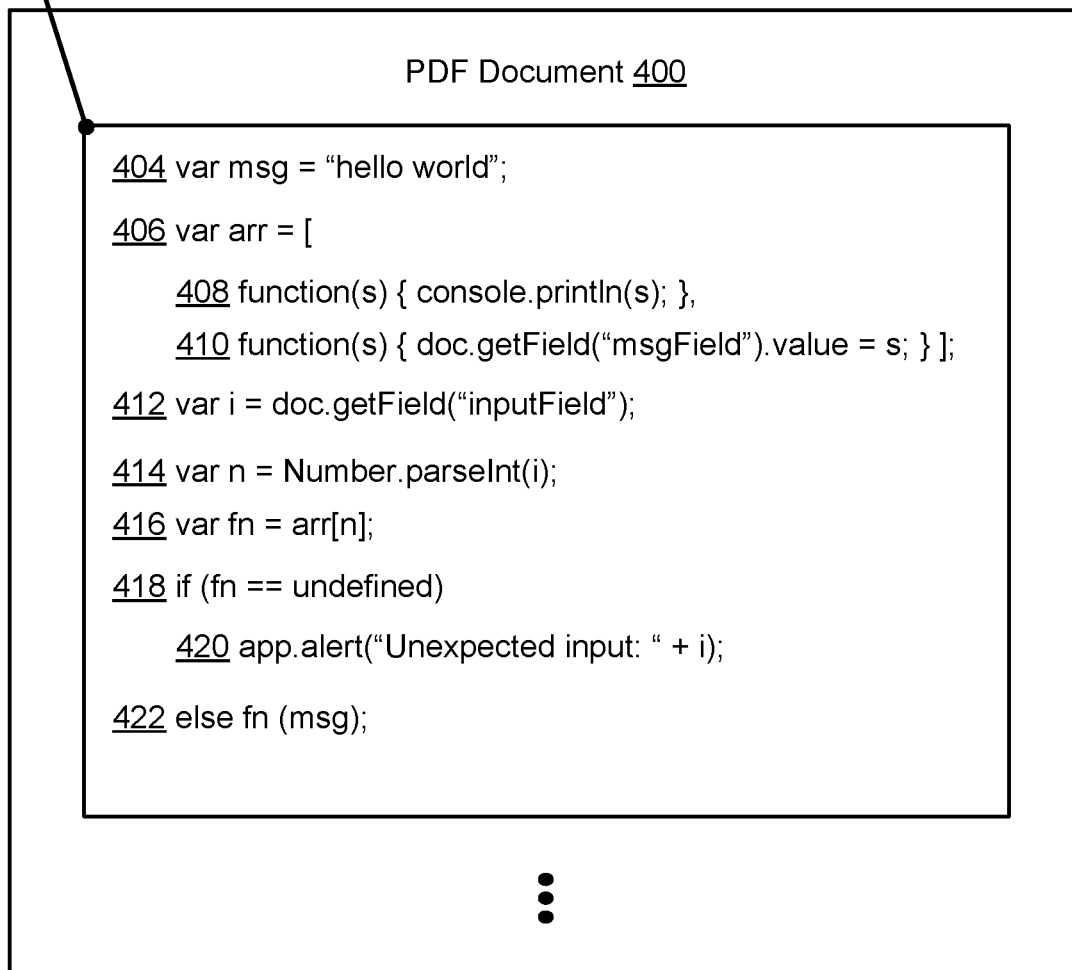 PDF Document 400
404 var msg = “hello world”;
406 var arr = [
408 function(s) { console.println(s); },
410 function(s) { doc.getField(“msgField”).value = s; } ];
412 var i = doc.getField(“inputField”);
414 var n = Number.parseInt(i);
416 var fn = arr[n];
418 if (fn == undefined)
420 app.alert(“Unexpected input: “ + i);
422 else fn (msg);